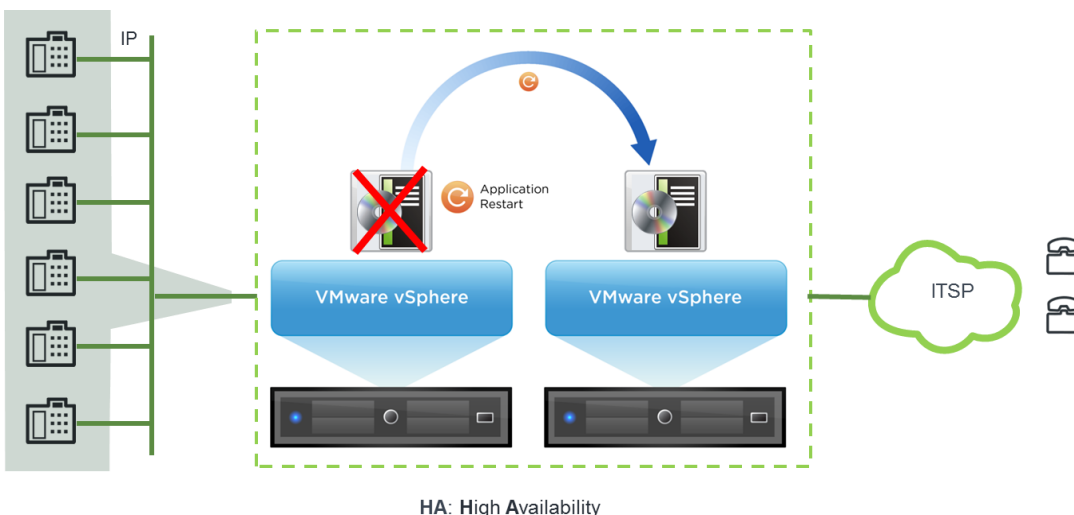 IP
Application
Restart
VMware vSphere
VMware vSphere
ITSP
HA: High Availability